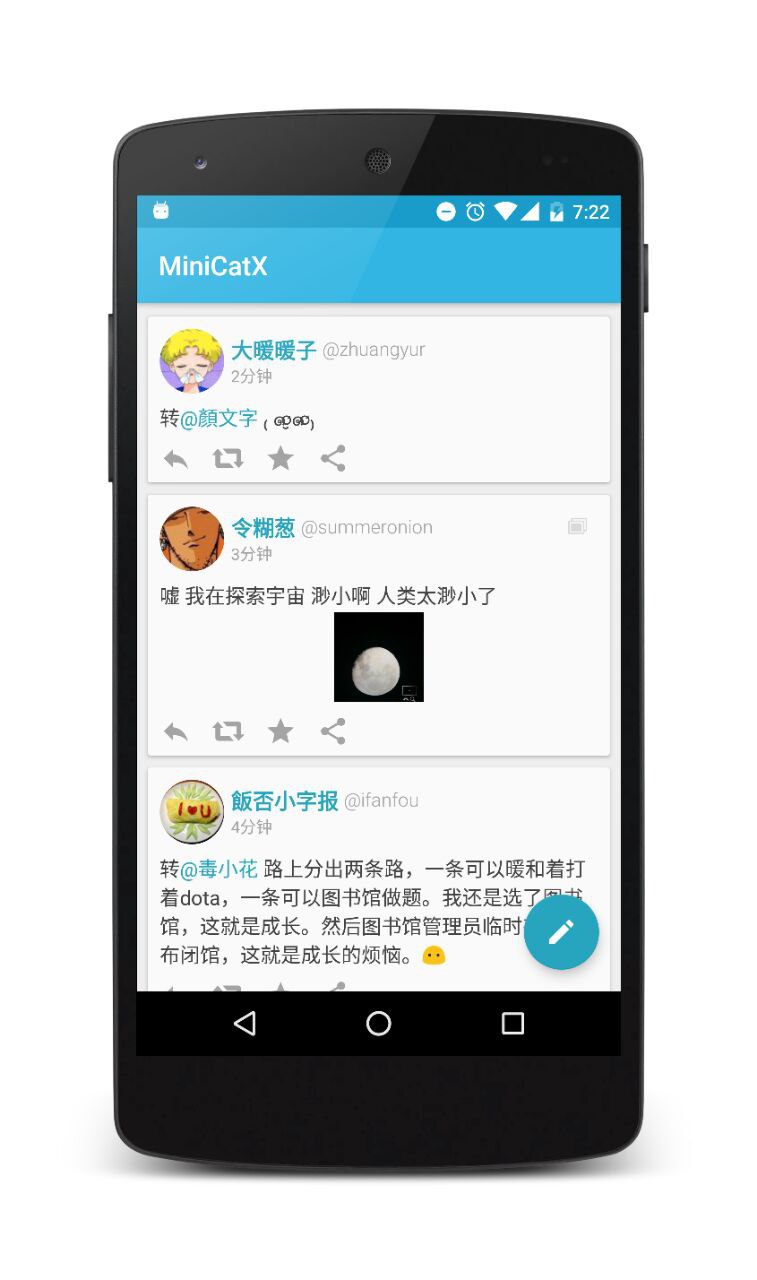 7:22
MiniCatX
大暖暖子 @zhuangyur
2分钟
转@顏文字
令糊葱 @summeronion
3分钟
嘘 我在探索宇宙 渺小啊 人类太渺小了
飯否小字报 @ifanfou
I ♥ U
4分钟
转@毒小花 路上分出两条路，一条可以暖和着打
着dota，一条可以图书馆做题。我还是选了图书
馆，这就是成长。然后图书馆管理员临时
布闭馆，这就是成长的烦恼。😶